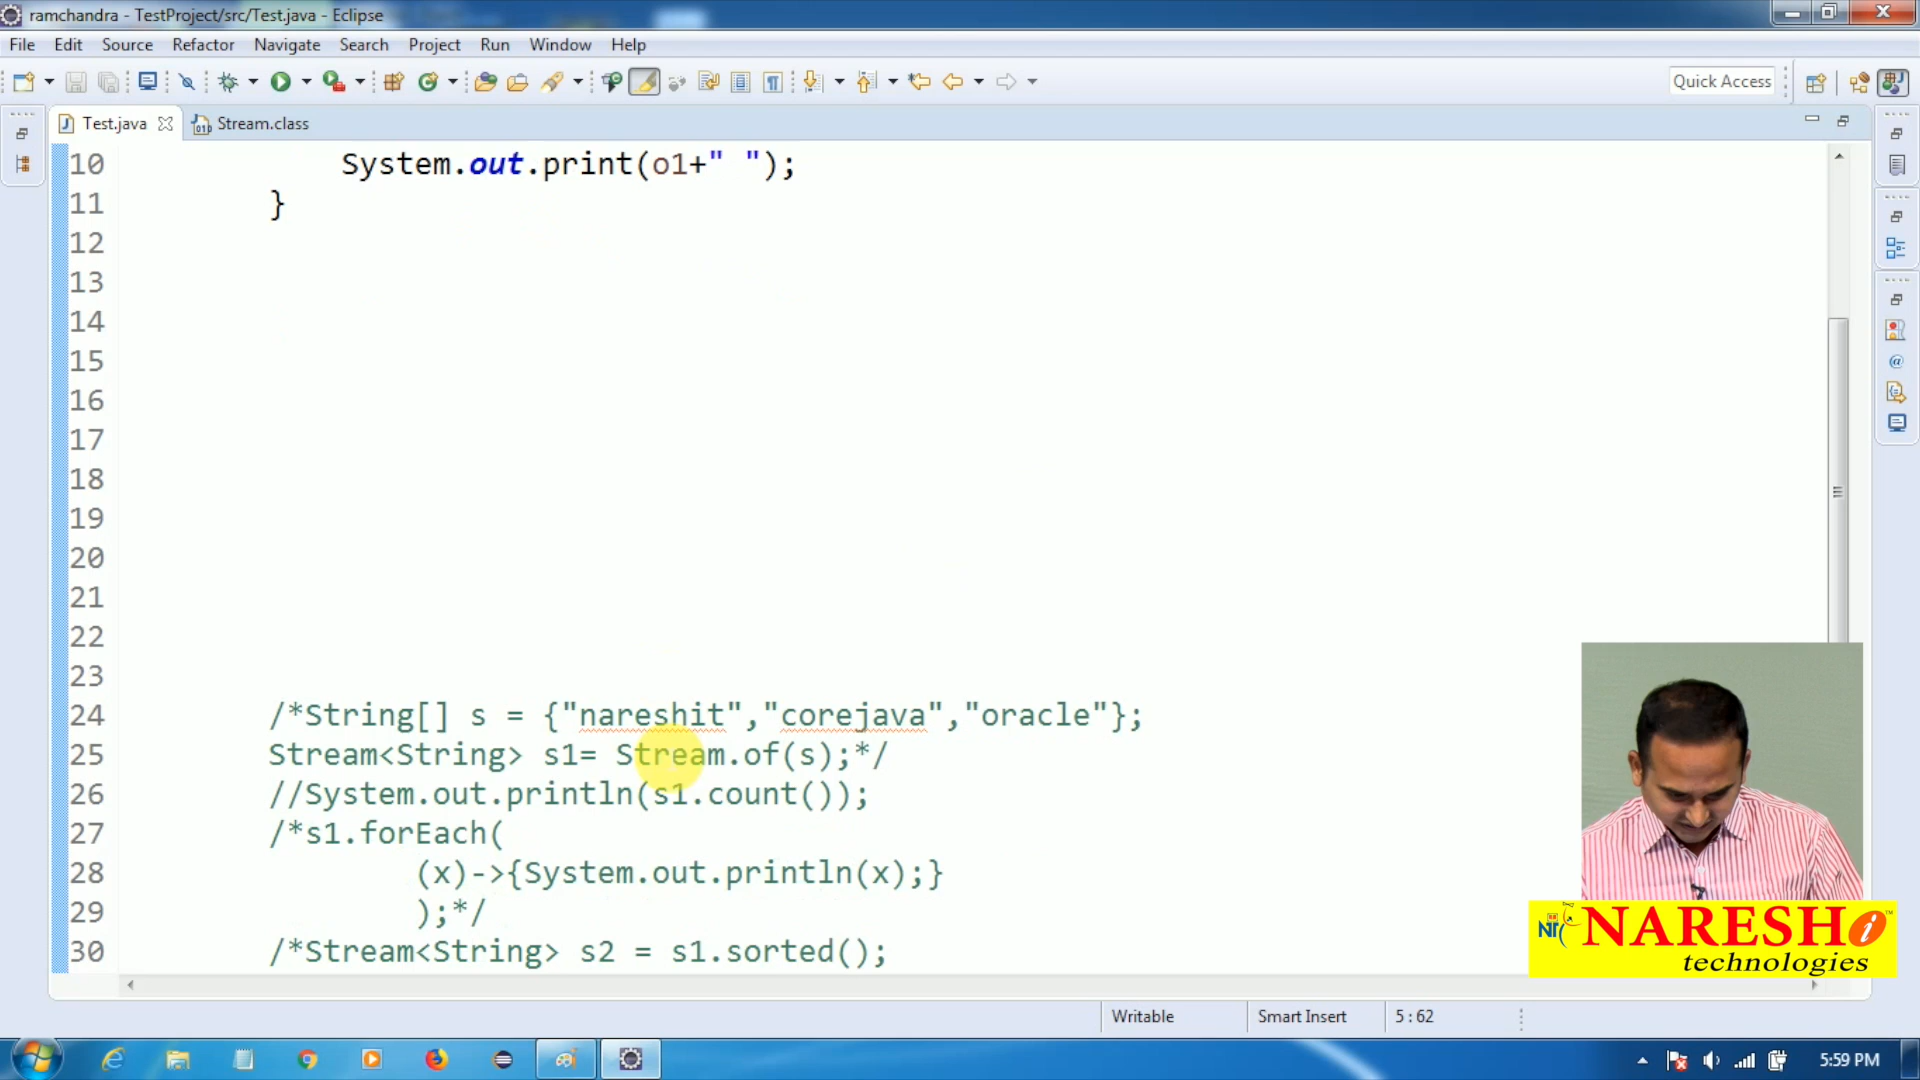 ramchandra - TestProject/src/Test.java - Eclipse
File Edit Source Refactor Navigate Search Project Run Window Help
Quick Access
Test.java Stream.class
10 System.out.print(o1+" ");
11 }
12
13
14
15
16
17
18
19
20
21
22
23
24 /*String[] s = {"nareshit","corejava","oracle"};
25 Stream<String> s1= Stream.of(s);*/
26 //System.out.println(s1.count());
27 /*s1.forEach(
28 (x)->{System.out.println(x);}
29 );*/
30 /*Stream<String> s2 = s1.sorted();
NARESH i
technologies
Writable Smart Insert 5 : 62
5:59 PM